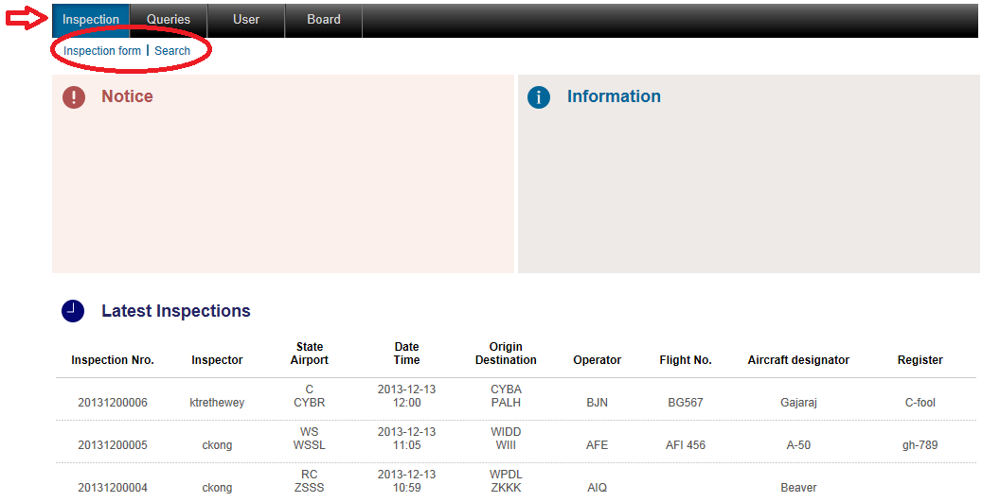 Inspection Queries User Board
Inspection form | Search
Notice Information
Latest Inspections
State Date Origin
Inspection Nro. Inspector Airport Time Destination Operator Flight No. Aircraft designator Register
C 2013-12-13 CYBA
20131200006 ktrethewey CYBR 12:00 PALH BJN BG567 Gajaraj C-fool
WS 2013-12-13 WIDD
20131200005 ckong WSSL 11:05 WIII AFE AFI 456 A-50 gh-789
RC 2013-12-13 WPDL
20131200004 ckong ZSSS 10:59 ZKKK AIQ Beaver